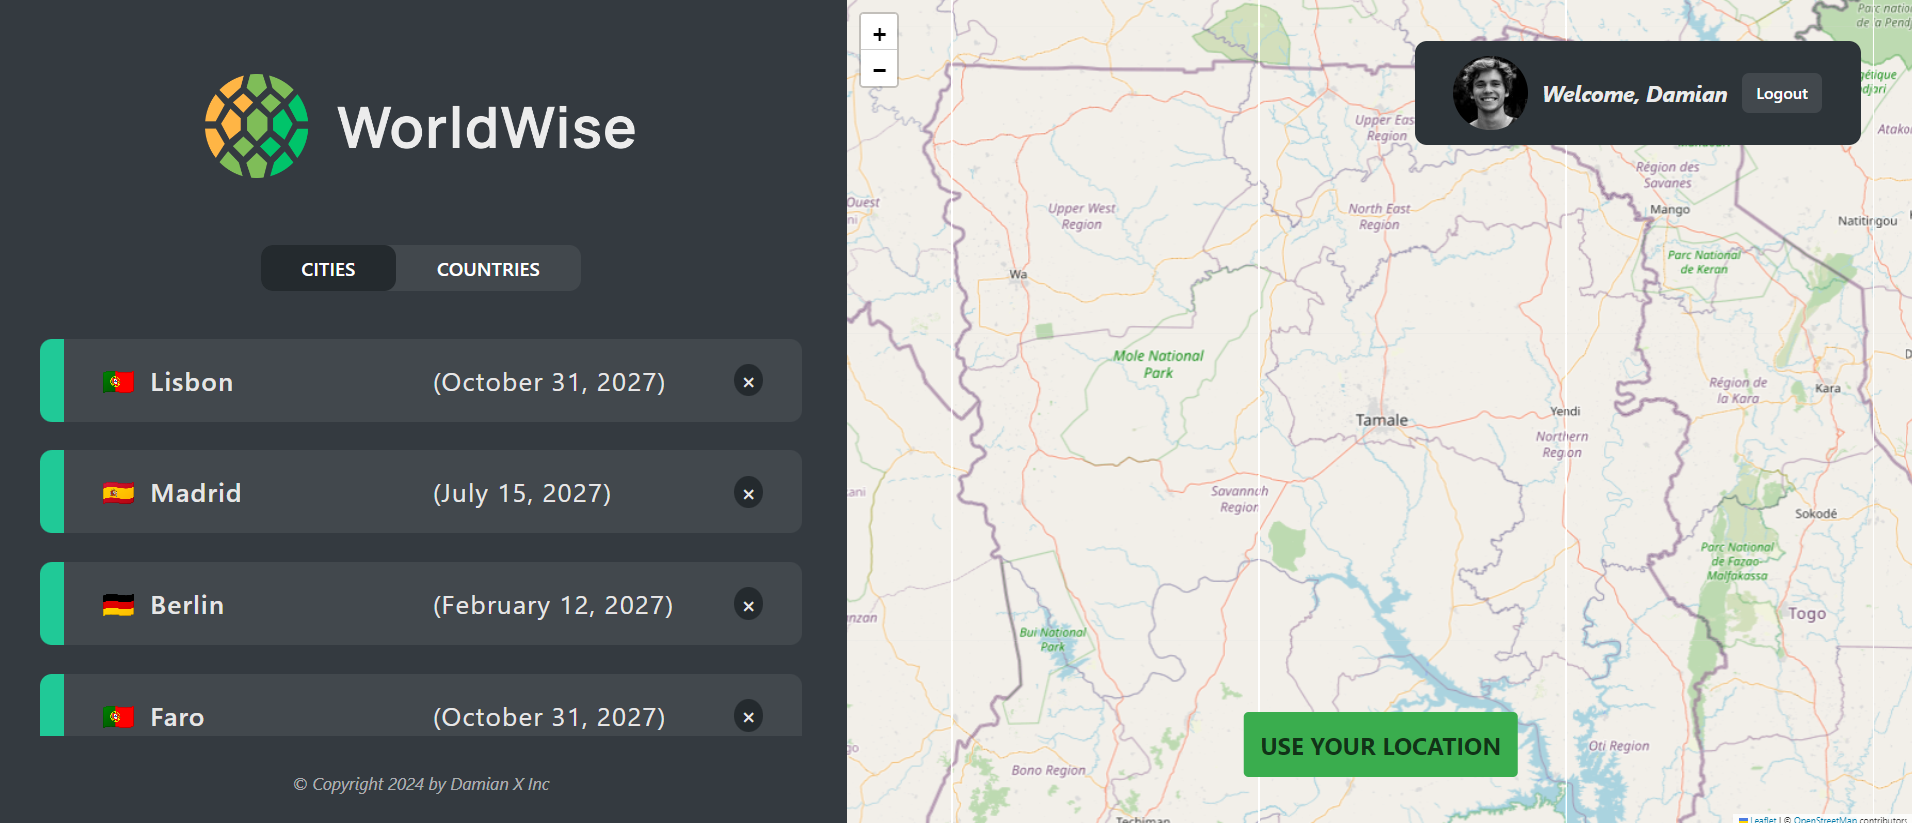 WorldWise
CITIES
COUNTRIES
Lisbon
(October 31, 2027)
×
Madrid
(July 15, 2027)
×
Berlin
(February 12, 2027)
×
Faro
(October 31, 2027)
×
© Copyright 2024 by Damian X Inc
+
−
Welcome, Damian
Logout
Parc natio
de la Pendj
Upper East
Region
Atako
Région des
Savanes
Ouest
Upper West
Region
North East
Region
Mango
Natitingou
Parc National
de Keran
Wa
Mole National
Park
Région de
la Kara
Kara
Tamale
Yendi
Northern
Region
Savannah
Region
Sokodé
Parc National
de Fazao-
Malfakassa
Togo
Bui National
Park
USE YOUR LOCATION
Oti Region
Bono Region
Techiman
Leaflet | © OpenStreetMap contributors